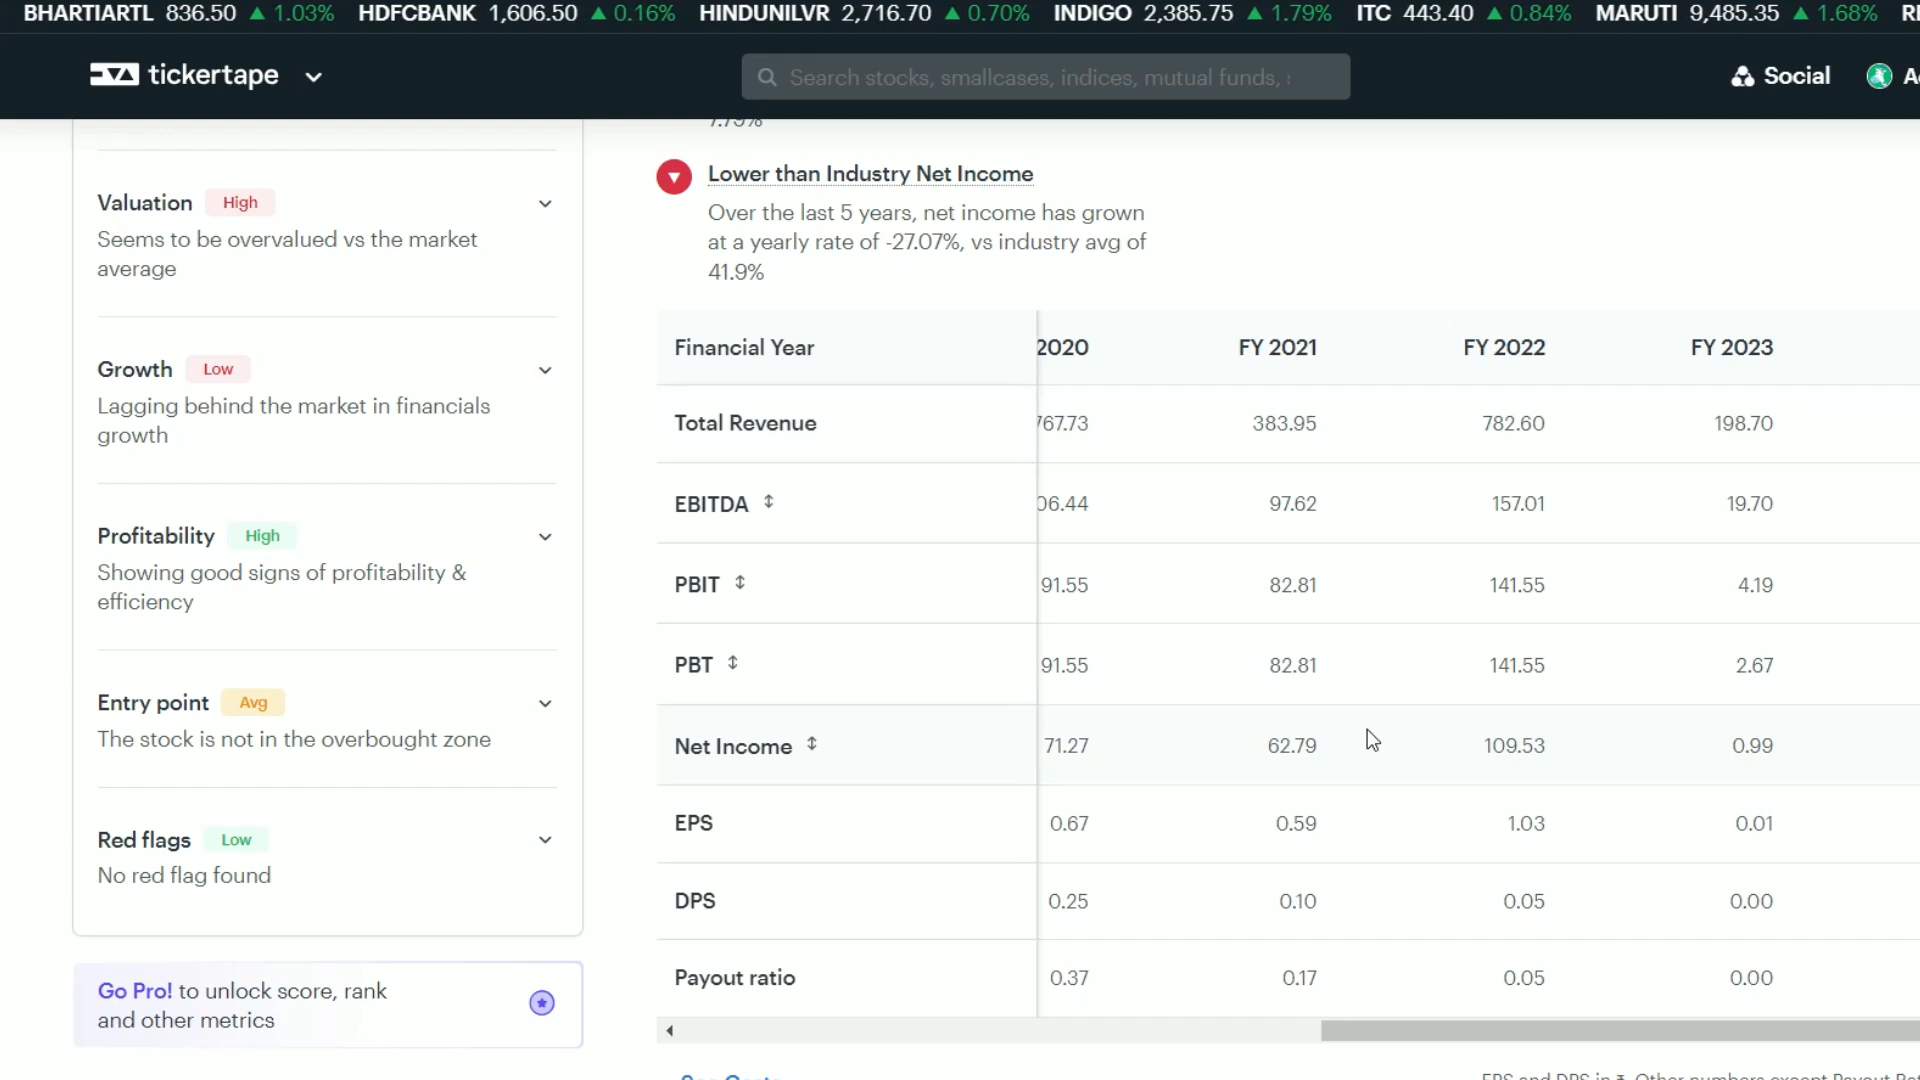 BHARTIARTL 836.50 ▲ 1.03% HDFCBANK 1,606.50 ▲ 0.16% HINDUNILVR 2,716.70 ▲ 0.70% INDIGO 2,385.75 ▲ 1.79% ITC 443.40 ▲ 0.84% MARUTI 9,485.35 ▲ 1.68%
tickertape
Search stocks, smallcases, indices, mutual funds,
Social
Valuation High
Seems to be overvalued vs the market
average
Growth Low
Lagging behind the market in financials
growth
Profitability High
Showing good signs of profitability &
efficiency
Entry point Avg
The stock is not in the overbought zone
Red flags Low
No red flag found
Go Pro! to unlock score, rank
and other metrics
Lower than Industry Net Income
Over the last 5 years, net income has grown
at a yearly rate of -27.07%, vs industry avg of
41.9%
Financial Year 2020 FY 2021 FY 2022 FY 2023
Total Revenue 767.73 383.95 782.60 198.70
EBITDA 06.44 97.62 157.01 19.70
PBIT 91.55 82.81 141.55 4.19
PBT 91.55 82.81 141.55 2.67
Net Income 71.27 62.79 109.53 0.99
EPS 0.67 0.59 1.03 0.01
DPS 0.25 0.10 0.05 0.00
Payout ratio 0.37 0.17 0.05 0.00